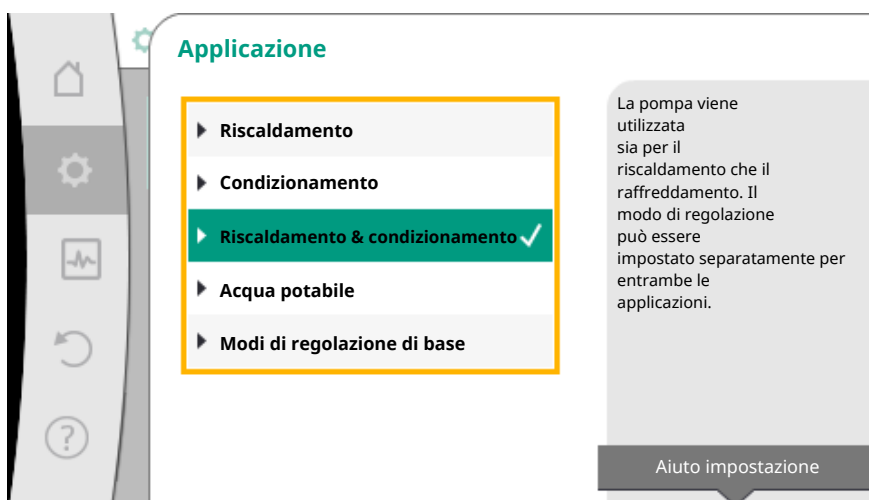 Applicazione
Riscaldamento
Condizionamento
Riscaldamento & condizionamento
Acqua potabile
Modi di regolazione di base
La pompa viene
utilizzata
sia per il
riscaldamento che il
raffreddamento. Il
modo di regolazione
può essere
impostato separatamente per
entrambe le
applicazioni.
Aiuto impostazione
?